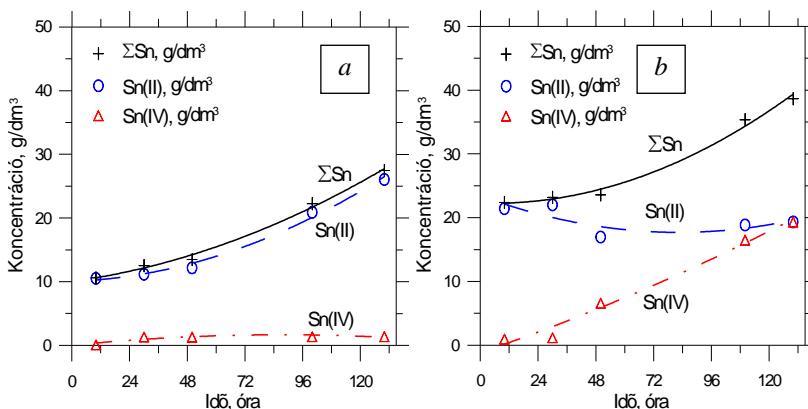 50
40
30
20
10
0
Koncentráció, g/dm³
ΣSn, g/dm³
Sn(II), g/dm³
Sn(IV), g/dm³
a
ΣSn
Sn(II)
Sn(IV)
0 24 48 72 96 120
Idõ, óra
50
40
30
20
10
0
Koncentráció, g/dm³
ΣSn, g/dm³
Sn(II), g/dm³
Sn(IV), g/dm³
b
ΣSn
Sn(II)
Sn(IV)
0 24 48 72 96 120
Idõ, óra